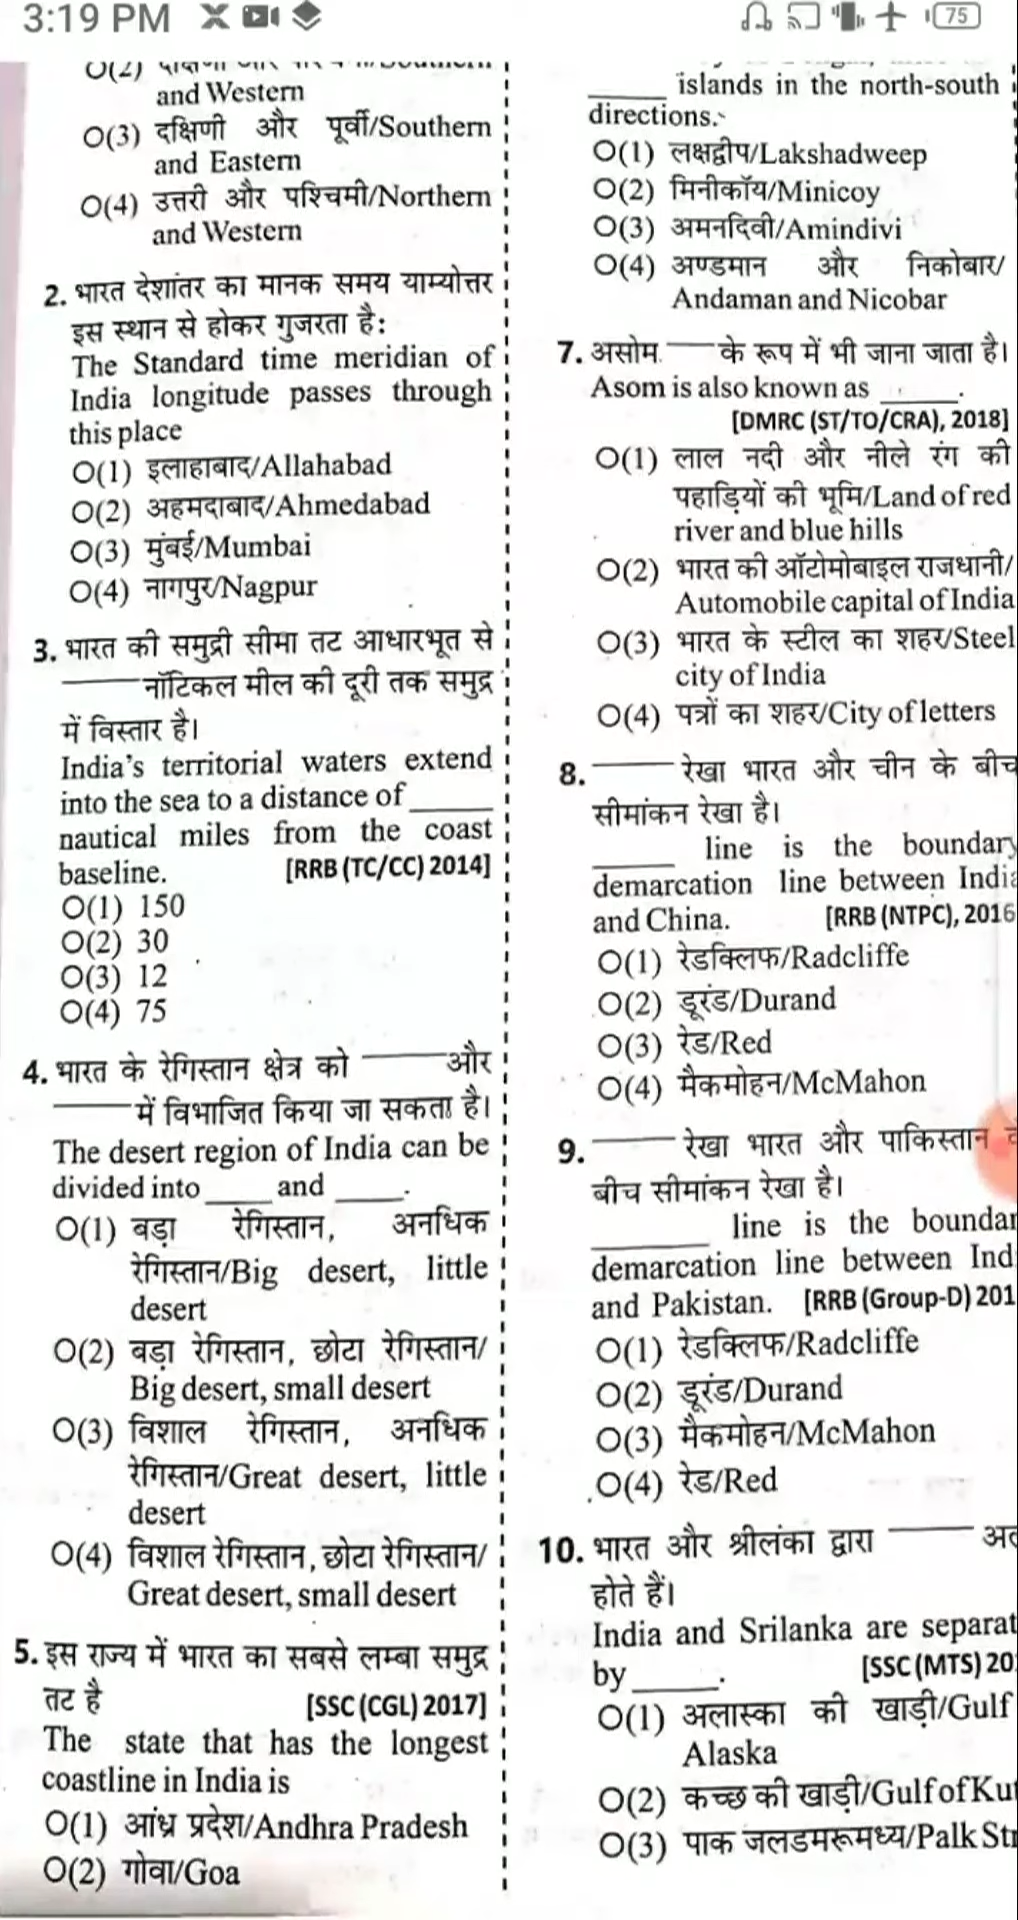 3:19 PM
75
and Western
O(3) दक्षिणी और पूर्वी/Southern
and Eastern
O(4) उत्तरी और पश्चिमी/Northern
and Western
2. भारत देशांतर का मानक समय याम्योत्तर
इस स्थान से होकर गुजरता है:
The Standard time meridian of
India longitude passes through
this place
O(1) इलाहाबाद/Allahabad
O(2) अहमदाबाद/Ahmedabad
O(3) मुंबई/Mumbai
O(4) नागपुर/Nagpur
3. भारत की समुद्री सीमा तट आधारभूत से
_____ नॉटिकल मील की दूरी तक समुद्र
में विस्तार है।
India's territorial waters extend
into the sea to a distance of _____
nautical miles from the coast
baseline. [RRB (TC/CC) 2014]
O(1) 150
O(2) 30
O(3) 12
O(4) 75
4. भारत के रेगिस्तान क्षेत्र को _____ और
_____ में विभाजित किया जा सकता है।
The desert region of India can be
divided into _____ and _____.
O(1) बड़ा रेगिस्तान, अनधिक
रेगिस्तान/Big desert, little
desert
O(2) बड़ा रेगिस्तान, छोटा रेगिस्तान/
Big desert, small desert
O(3) विशाल रेगिस्तान, अनधिक
रेगिस्तान/Great desert, little
desert
O(4) विशाल रेगिस्तान, छोटा रेगिस्तान/
Great desert, small desert
5. इस राज्य में भारत का सबसे लम्बा समुद्र
तट है [SSC (CGL) 2017]
The state that has the longest
coastline in India is
O(1) आंध्र प्रदेश/Andhra Pradesh
O(2) गोवा/Goa
_____ islands in the north-south
directions.
O(1) लक्षद्वीप/Lakshadweep
O(2) मिनीकॉय/Minicoy
O(3) अमनदिवी/Amindivi
O(4) अण्डमान और निकोबार/
Andaman and Nicobar
7. असोम _____ के रूप में भी जाना जाता है।
Asom is also known as _____.
[DMRC (ST/TO/CRA), 2018]
O(1) लाल नदी और नीले रंग की
पहाड़ियों की भूमि/Land of red
river and blue hills
O(2) भारत की ऑटोमोबाइल राजधानी/
Automobile capital of India
O(3) भारत के स्टील का शहर/Steel
city of India
O(4) पत्रों का शहर/City of letters
8. _____ रेखा भारत और चीन के बीच
सीमांकन रेखा है।
_____ line is the boundary
demarcation line between India
and China. [RRB (NTPC), 2016
O(1) रेडक्लिफ/Radcliffe
O(2) डूरंड/Durand
O(3) रेड/Red
O(4) मैकमोहन/McMahon
9. _____ रेखा भारत और पाकिस्तान
बीच सीमांकन रेखा है।
_____ line is the boundar
demarcation line between Ind
and Pakistan. [RRB (Group-D) 201
O(1) रेडक्लिफ/Radcliffe
O(2) डूरंड/Durand
O(3) मैकमोहन/McMahon
O(4) रेड/Red
10. भारत और श्रीलंका द्वारा _____
होते हैं।
India and Srilanka are separat
by _____. [SSC (MTS) 20
O(1) अलास्का की खाड़ी/Gulf
Alaska
O(2) कच्छ की खाड़ी/Gulf of Ku
O(3) पाक जलडमरूमध्य/Palk Str